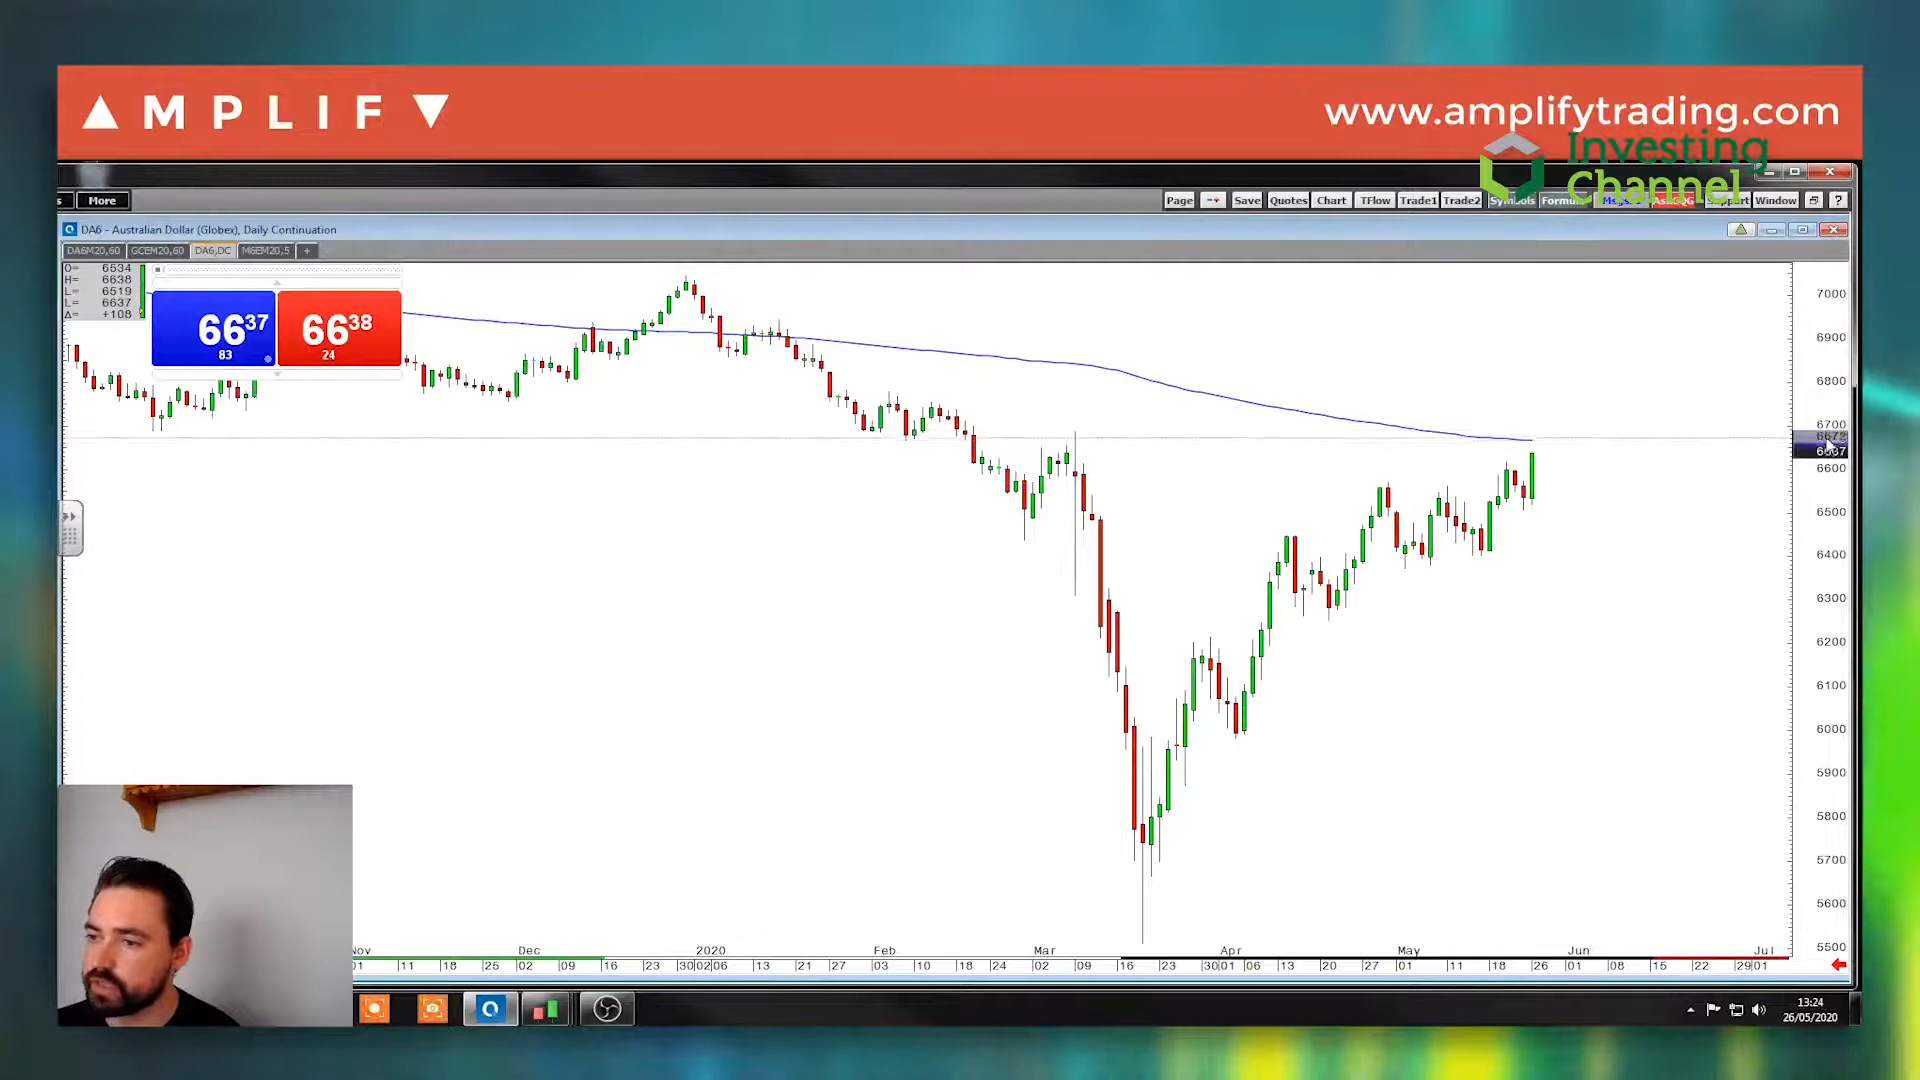 ▲ M P L I F ▼
www.amplifytrading.com
Investing
Channel
s More Page Save Quotes Chart TFlow Trade1 Trade2 Symbols Window ?
DA6 - Australian Dollar (Globex), Daily Continuation
DA6M20,60 GCEM20,60 DA6,DC M6EM20,5 +
O= 6534
H= 6638
L= 6519
L= 6637
Δ= +108
6637 83
6638 24
7000
6900
6800
6700
6672
6637
6600
6500
6400
6300
6200
6100
6000
5900
5800
5700
5600
5500
Nov Dec 2020 Feb Mar Apr May Jun Jul
01 11 18 25 02 09 16 23 30 02 06 13 21 27 03 10 18 24 02 09 16 23 30 01 06 13 20 27 01 11 18 26 01 08 15 22 29 01
13:24
26/05/2020